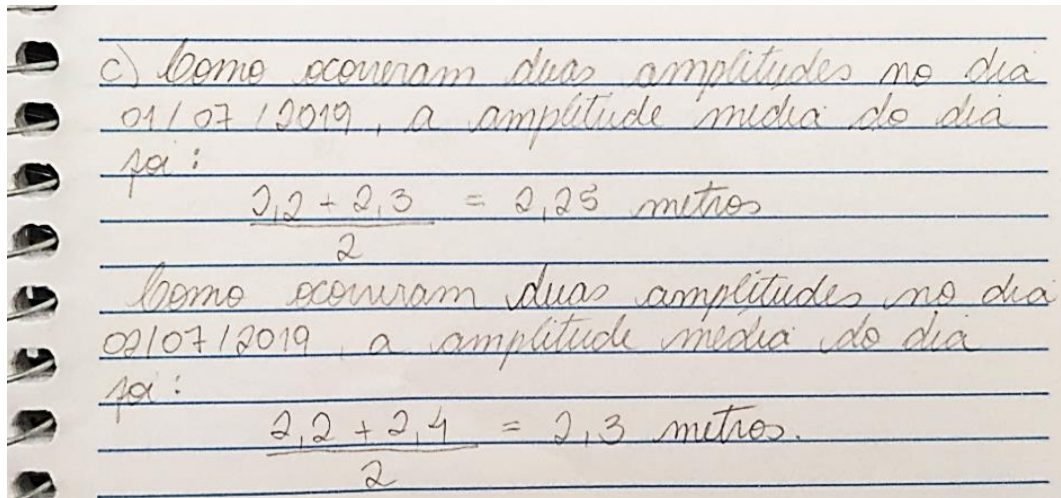 c) Como ocorreram duas amplitudes no dia
01/07/2019, a amplitude média do dia
foi:
2,2 + 2,3 = 2,25 metros
2
Como ocorreram duas amplitudes no dia
02/07/2019, a amplitude média do dia
foi:
2,2 + 2,4 = 2,3 metros.
2